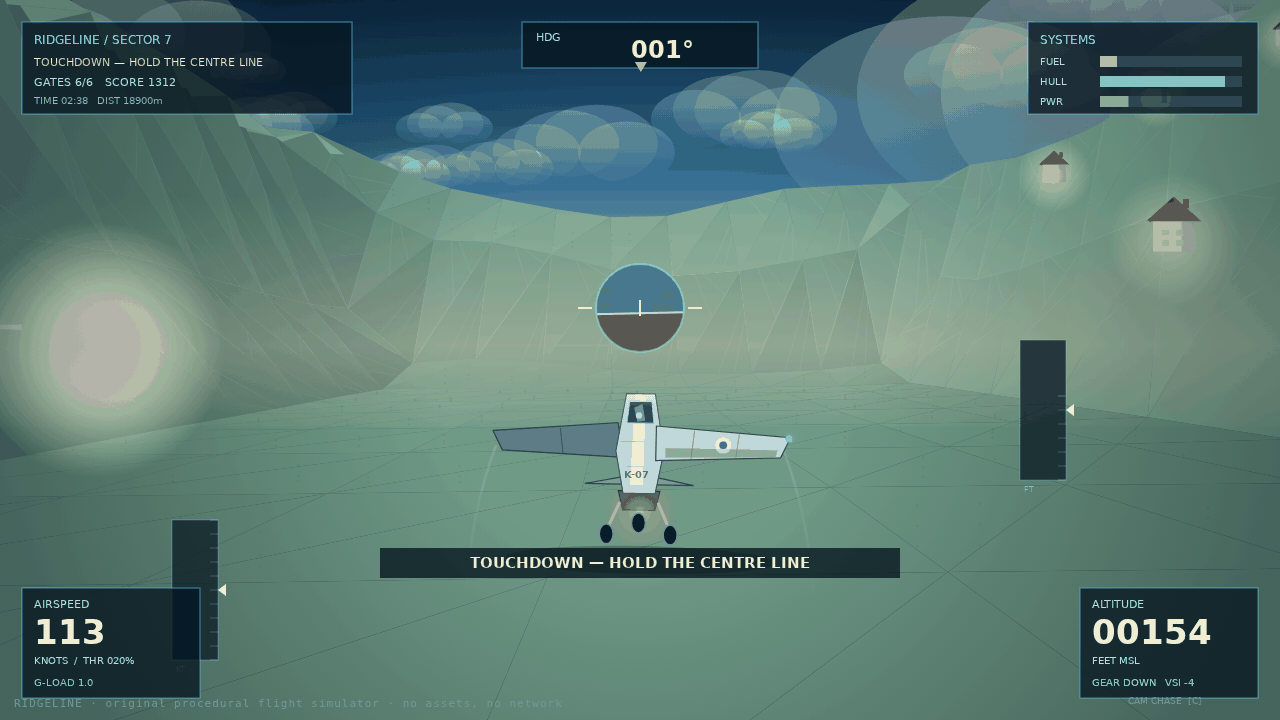 RIDGELINE / SECTOR 7
TOUCHDOWN — HOLD THE CENTRE LINE
GATES 6/6 SCORE 1312
TIME 02:38 DIST 18900m
HDG
001°
SYSTEMS
FUEL
HULL
PWR
K-07
FT
TOUCHDOWN — HOLD THE CENTRE LINE
AIRSPEED
113
KNOTS / THR 020%
G-LOAD 1.0
ALTITUDE
00154
FEET MSL
GEAR DOWN VSI -4
CAM CHASE [C]
RIDGELINE · original procedural flight simulator · no assets, no network